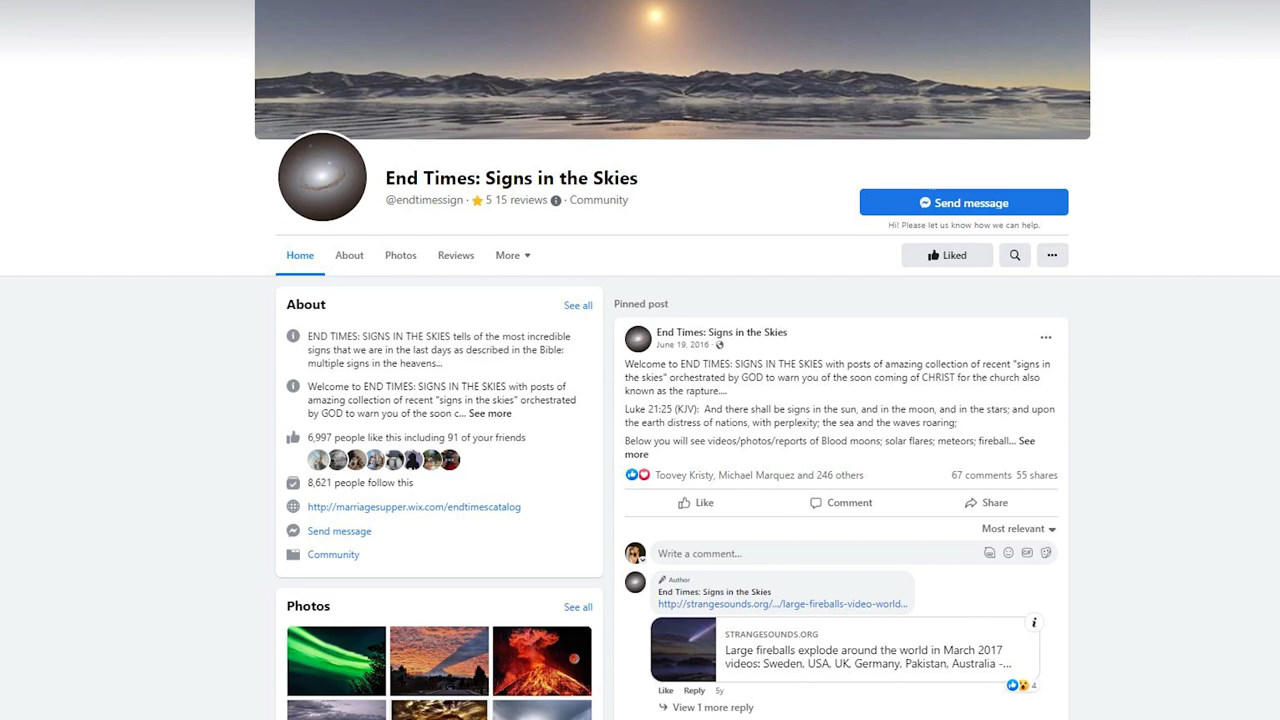 End Times: Signs in the Skies
@endtimessign · 5 15 reviews · Community
Send message
Hi! Please let us know how we can help.
Home About Photos Reviews More
Liked
About See all
END TIMES: SIGNS IN THE SKIES tells of the most incredible
signs that we are in the last days as described in the Bible:
multiple signs in the heavens...
Welcome to END TIMES: SIGNS IN THE SKIES with posts of
amazing collection of recent "signs in the skies" orchestrated
by GOD to warn you of the soon c... See more
6,997 people like this including 91 of your friends
8,621 people follow this
http://marriagesupper.wix.com/endtimescatalog
Send message
Community
Photos See all
Pinned post
End Times: Signs in the Skies
June 19, 2016 ·
Welcome to END TIMES: SIGNS IN THE SKIES with posts of amazing collection of recent "signs in
the skies" orchestrated by GOD to warn you of the soon coming of CHRIST for the church also
known as the rapture....
Luke 21:25 (KJV): And there shall be signs in the sun, and in the moon, and in the stars; and upon
the earth distress of nations, with perplexity; the sea and the waves roaring;
Below you will see videos/photos/reports of Blood moons; solar flares; meteors; fireball... See
more
Toovey Kristy, Michael Marquez and 246 others 67 comments 55 shares
Like Comment Share
Most relevant
Write a comment...
GIF
Author
End Times: Signs in the Skies
http://strangesounds.org/.../large-fireballs-video-world...
STRANGESOUNDS.ORG
Large fireballs explode around the world in March 2017
videos: Sweden, USA, UK, Germany, Pakistan, Australia -...
4
Like Reply 5y
View 1 more reply